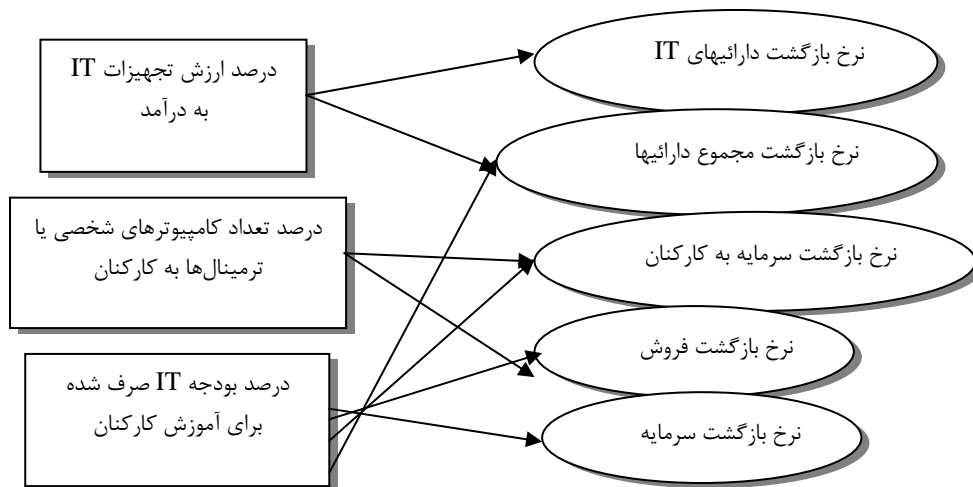 درصد ارزش تجهیزات IT
به درآمد
درصد تعداد کامپیوترهای شخصی یا
ترمینال‌ها به کارکنان
درصد بودجه IT صرف شده
برای آموزش کارکنان
نرخ بازگشت دارائیهای IT
نرخ بازگشت مجموع دارائیها
نرخ بازگشت سرمایه به کارکنان
نرخ بازگشت فروش
نرخ بازگشت سرمایه